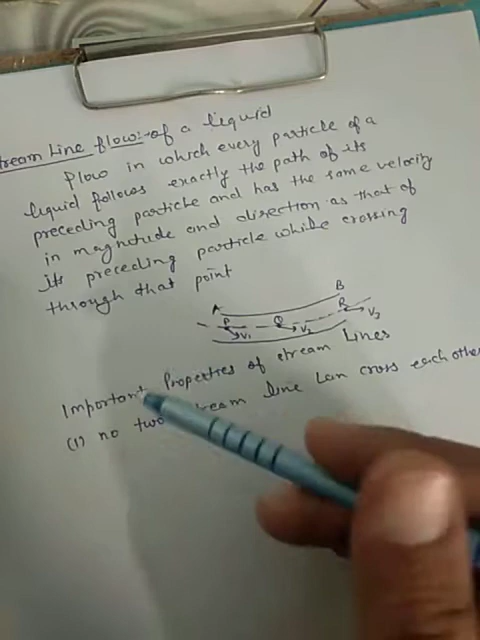 stream Line flow:- of a liquid
Flow in which every particle of a
liquid follows exactly the path of its
preceding particle and has the same velocity
in magnitude and direction as that of
its preceding particle while crossing
through that point
A B
P Q R
V1 V2 V3
Important Properties of stream Lines
(1) no two stream line can cross each other